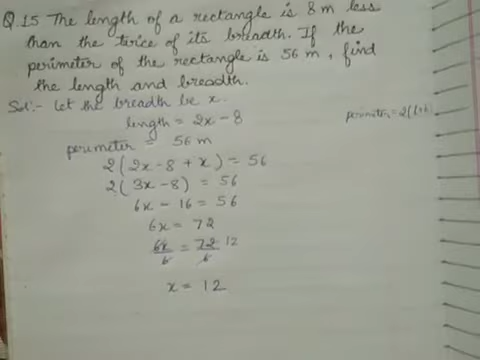 Q.15 The length of a rectangle is 8 m less
than the twice of its breadth. If the
perimeter of the rectangle is 56 m, find
the length and breadth.
Sol:- Let the breadth be x.
length = 2x - 8
perimeter = 2(l+b)
perimeter = 56 m
2(2x-8 + x) = 56
2(3x-8) = 56
6x - 16 = 56
6x = 72
6x/6 = 72/6 12
x = 12